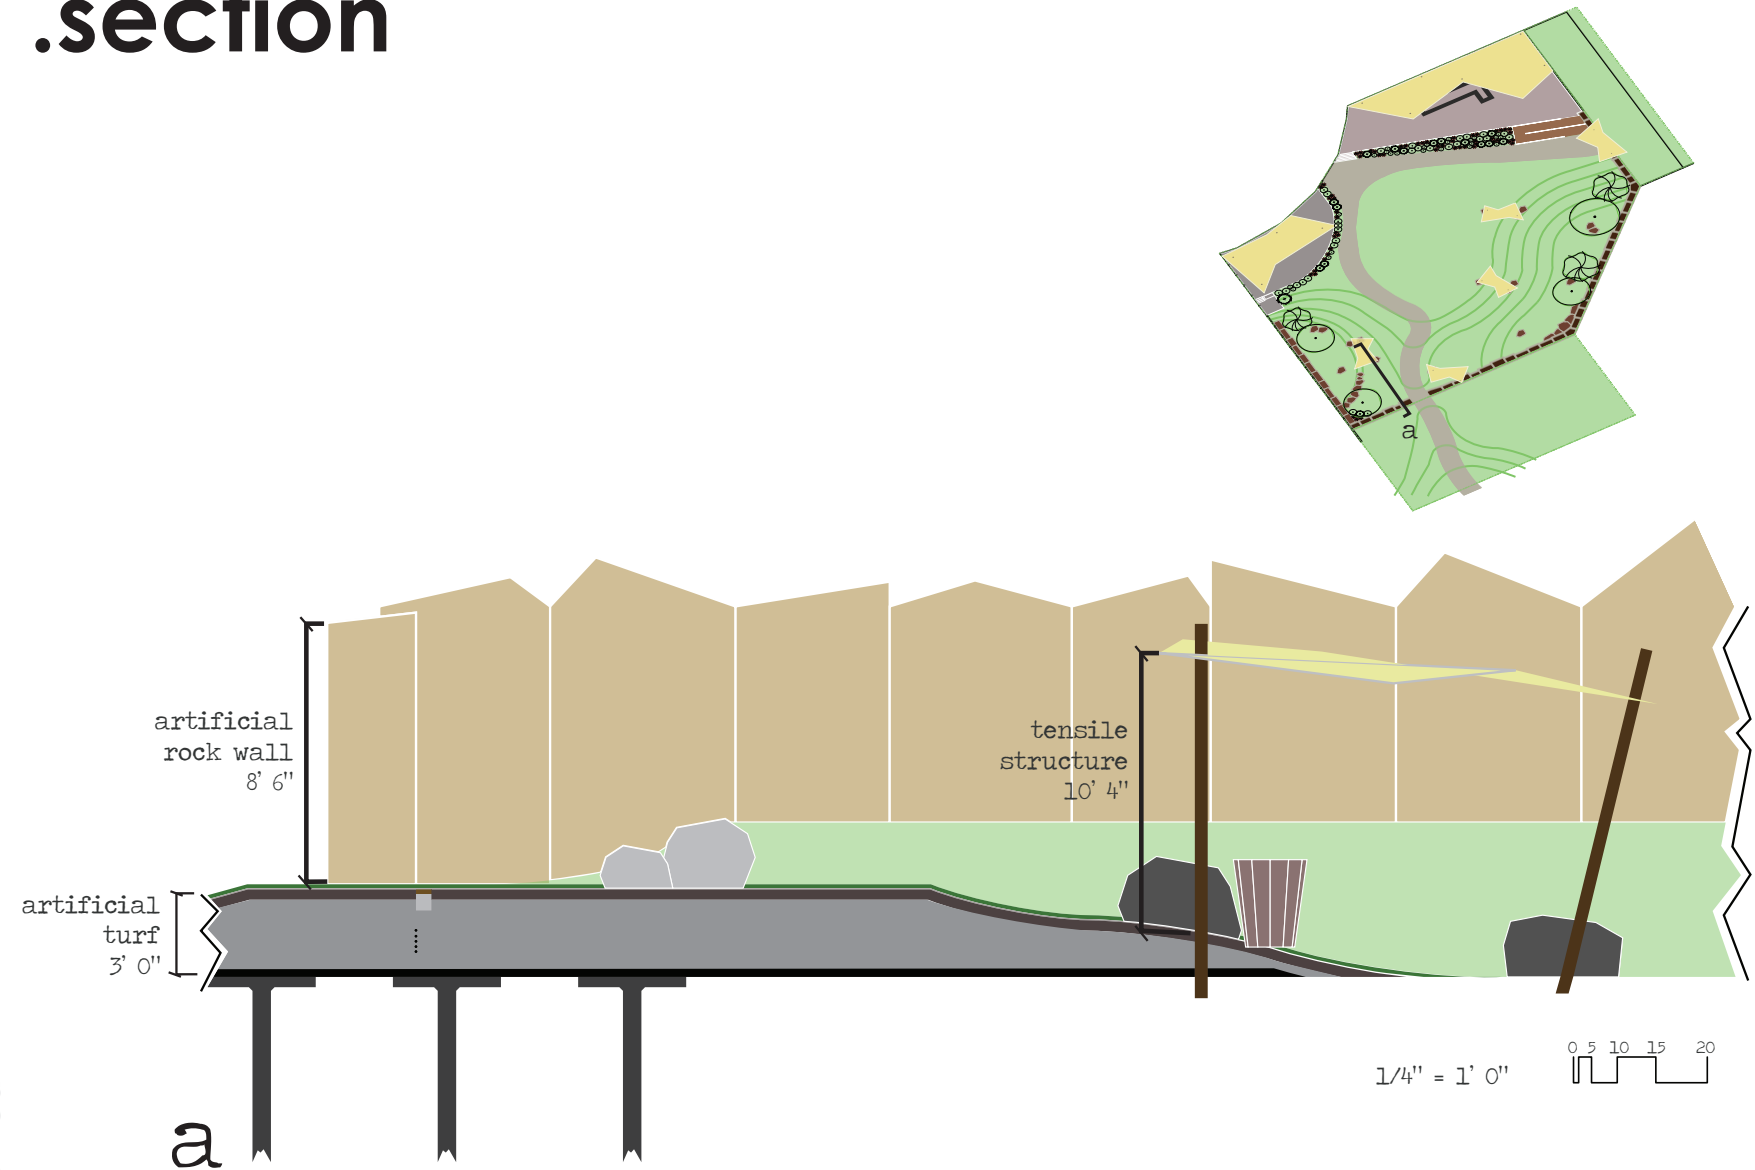 .section
a
artificial
rock wall
8' 6"
tensile
structure
10' 4"
artificial
turf
3' 0"
0 5 10 15 20
1/4" = 1' 0"
a